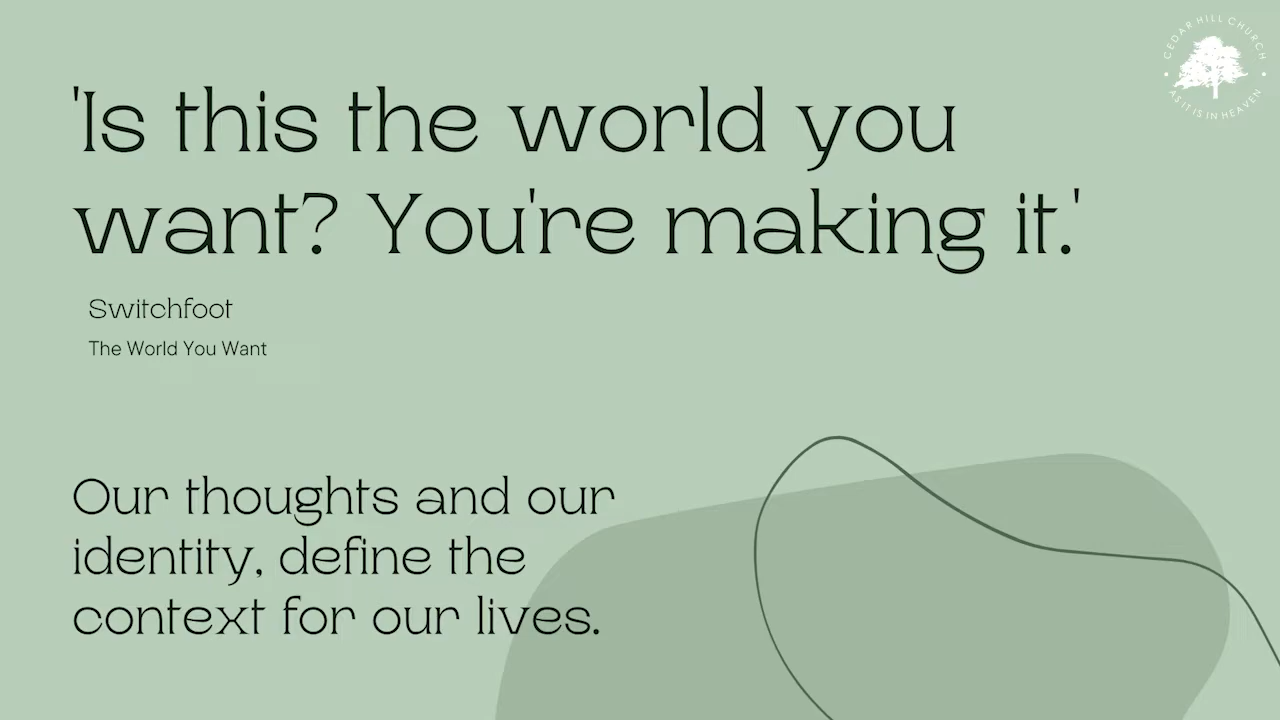 CEDAR HILL CHURCH
AS IT IS IN HEAVEN
'Is this the world you
want? You're making it.'
Switchfoot
The World You Want
Our thoughts and our
identity, define the
context for our lives.